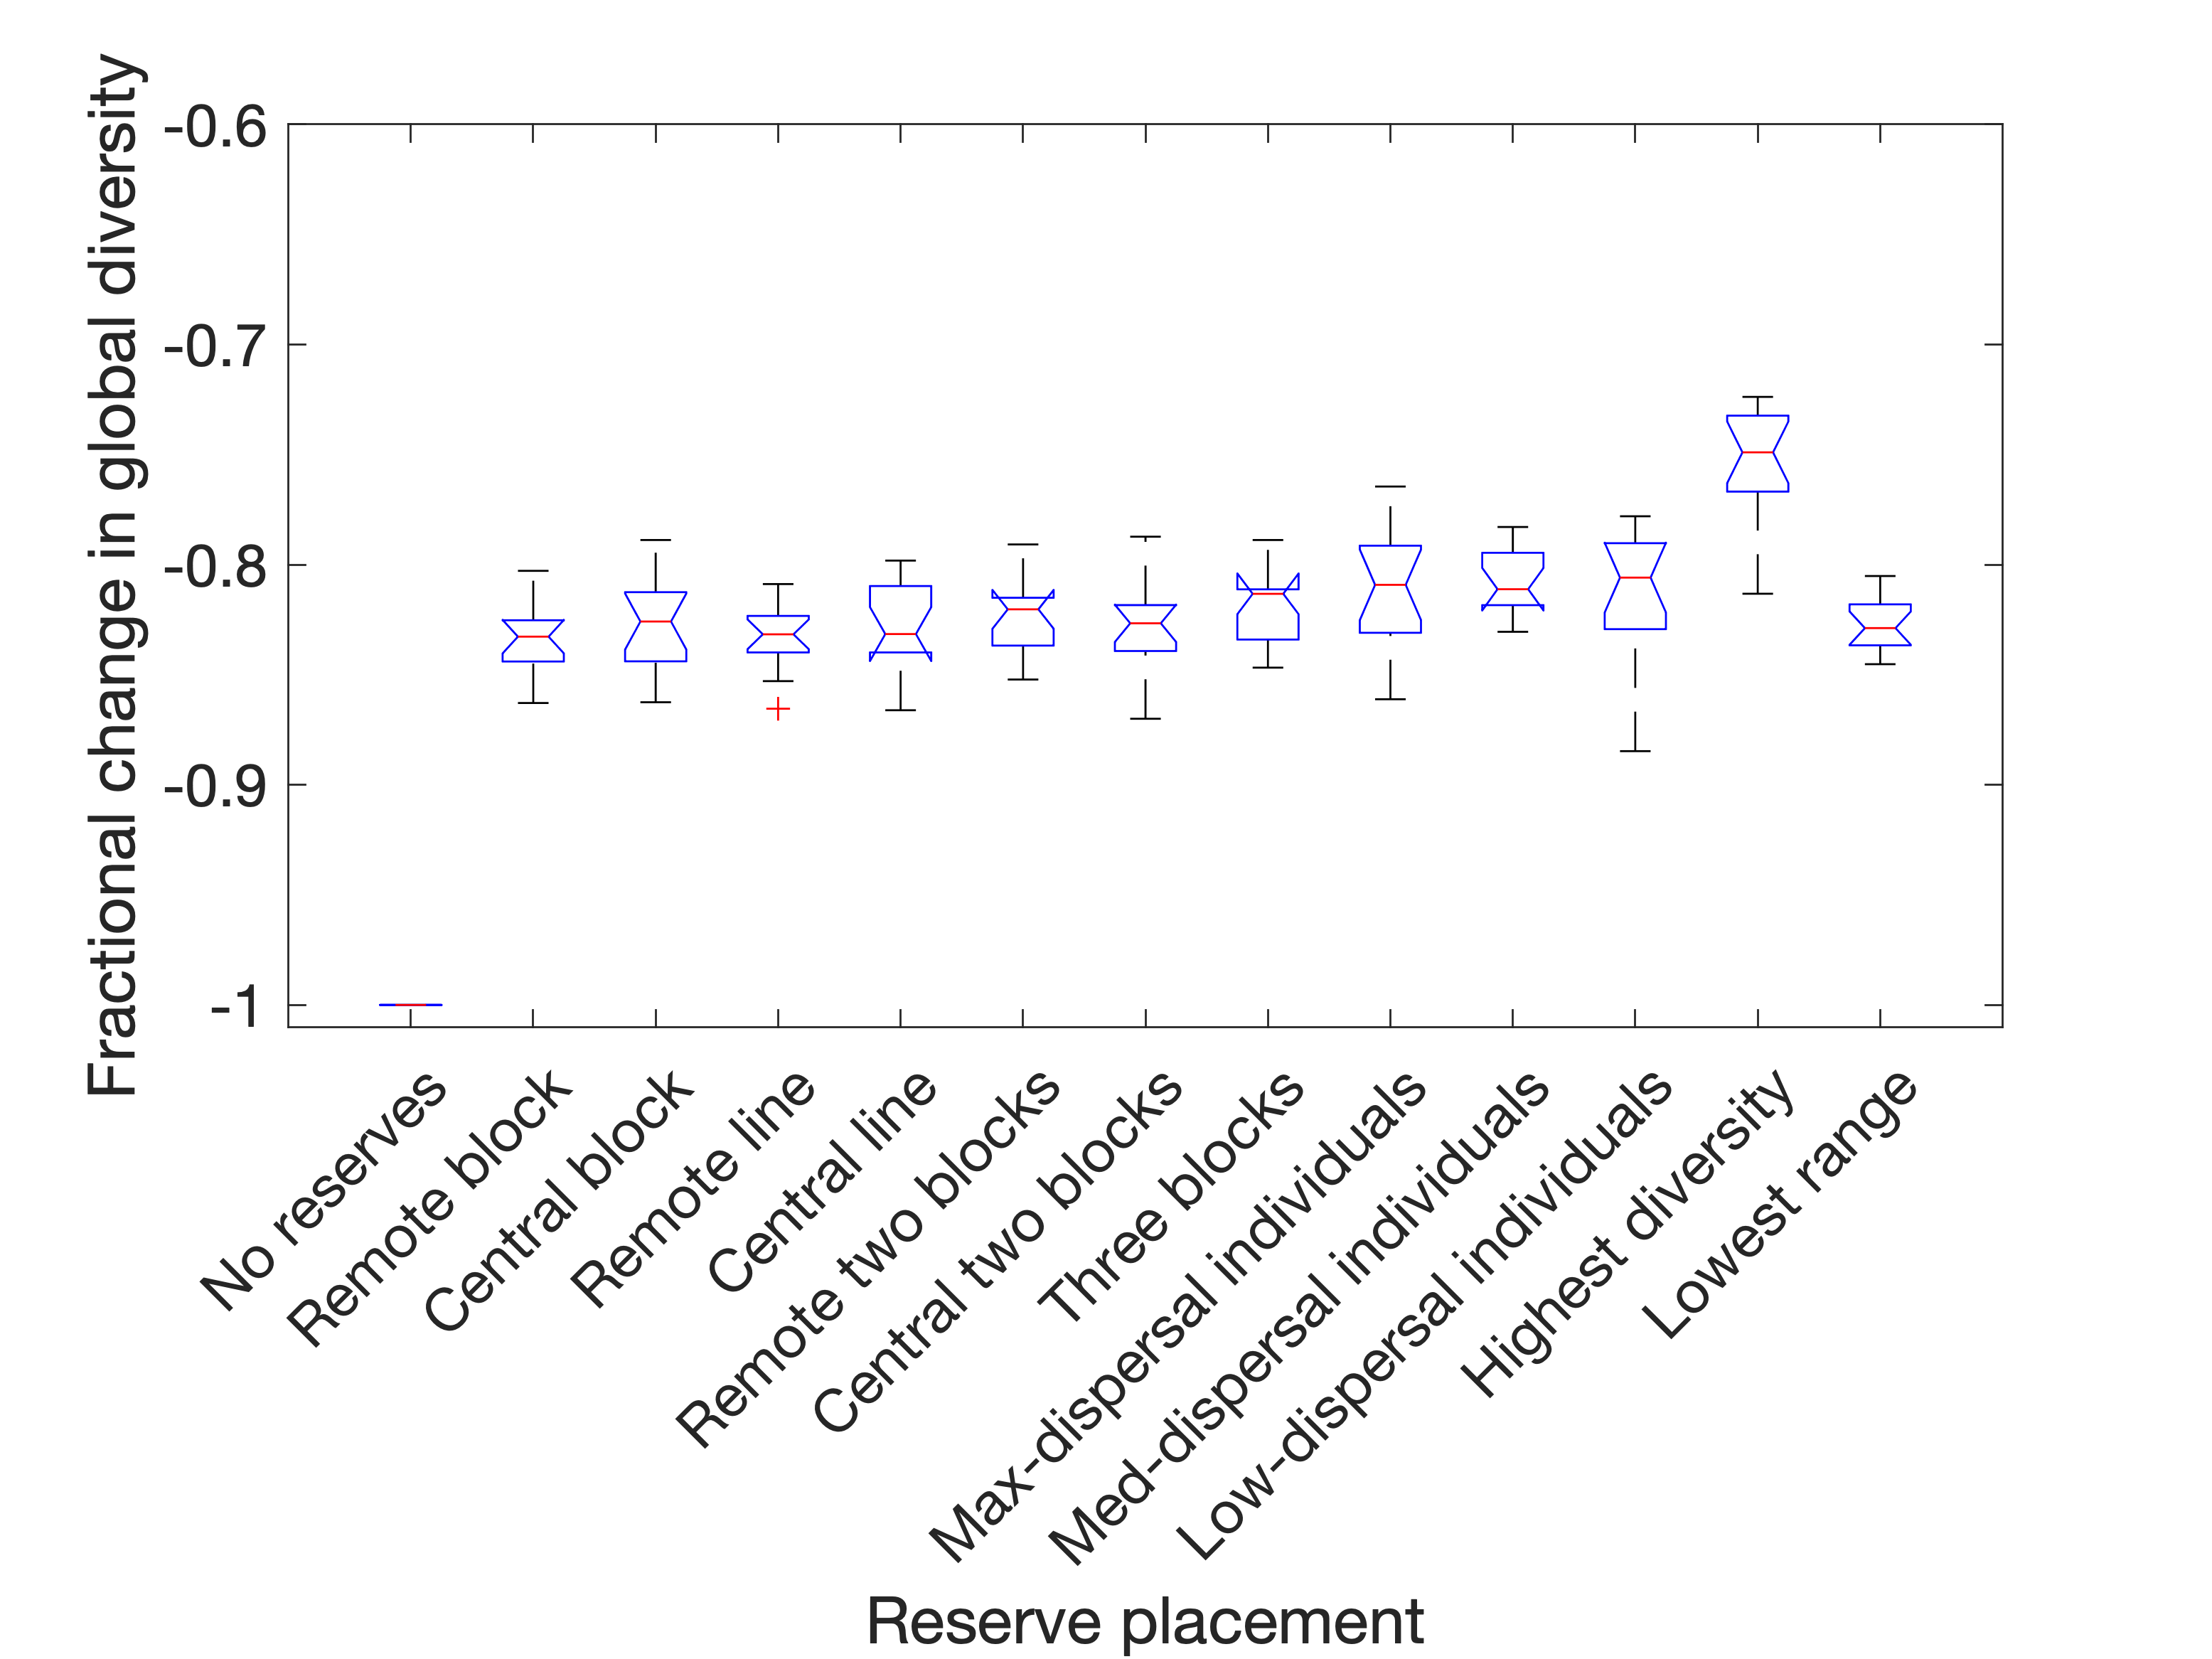 Fractional change in global diversity
-0.6
-0.7
-0.8
-0.9
-1
No reserves
Remote block
Central block
Remote line
Central line
Remote two blocks
Central two blocks
Three blocks
Max-dispersal individuals
Med-dispersal individuals
Low-dispersal individuals
Highest diversity
Lowest range
Reserve placement